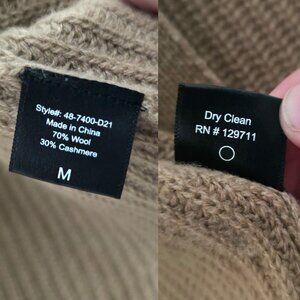 Style#: 48-7400-D21
Made in China
70% Wool
30% Cashmere
M
Dry Clean
RN # 129711